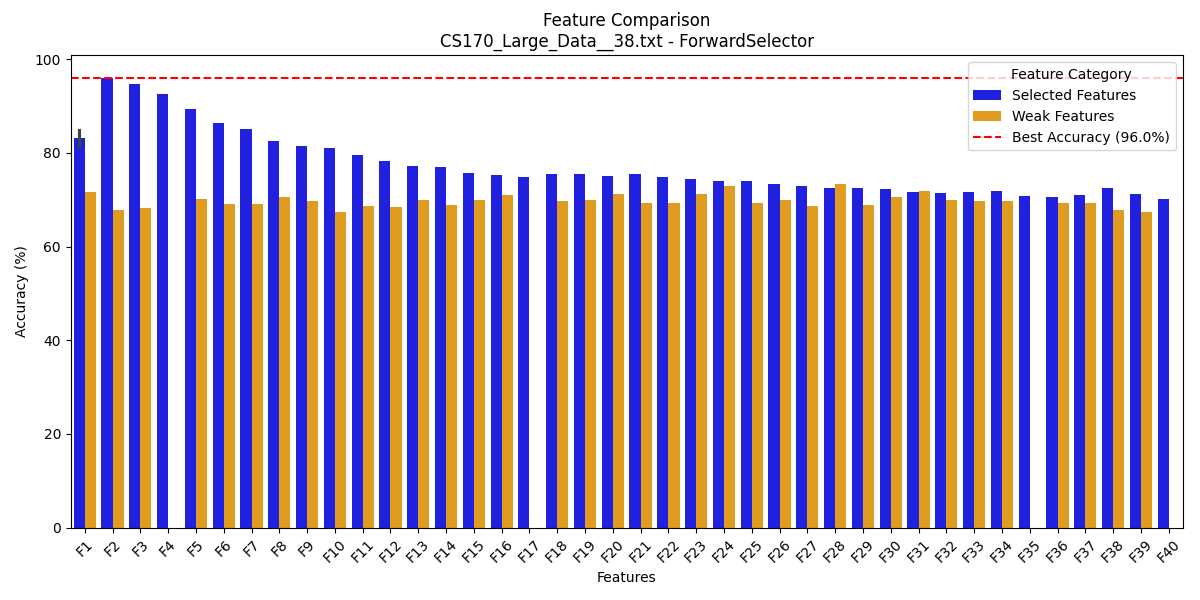 Feature Comparison
CS170_Large_Data__38.txt - ForwardSelector
Feature Category
Selected Features
Weak Features
Best Accuracy (96.0%)
Accuracy (%)
100
80
60
40
20
0
F1 F2 F3 F4 F5 F6 F7 F8 F9 F10 F11 F12 F13 F14 F15 F16 F17 F18 F19 F20 F21 F22 F23 F24 F25 F26 F27 F28 F29 F30 F31 F32 F33 F34 F35 F36 F37 F38 F39 F40
Features